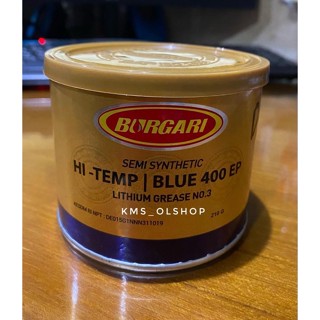 BURGARI
SEMI SYNTHETIC
HI-TEMP | BLUE 400 EP
LITHIUM GREASE NO.3
KMS_OLSHOP